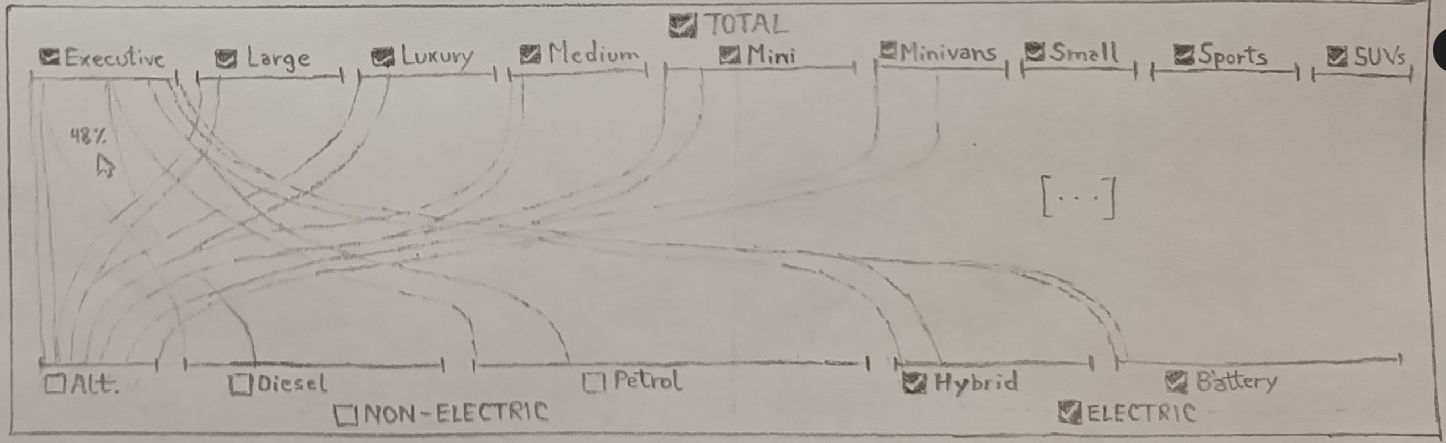 TOTAL
Executive Large Luxury Medium Mini Minivans Small Sports SUVs
48%
[...]
Alt. Diesel Petrol Hybrid Battery
NON-ELECTRIC ELECTRIC